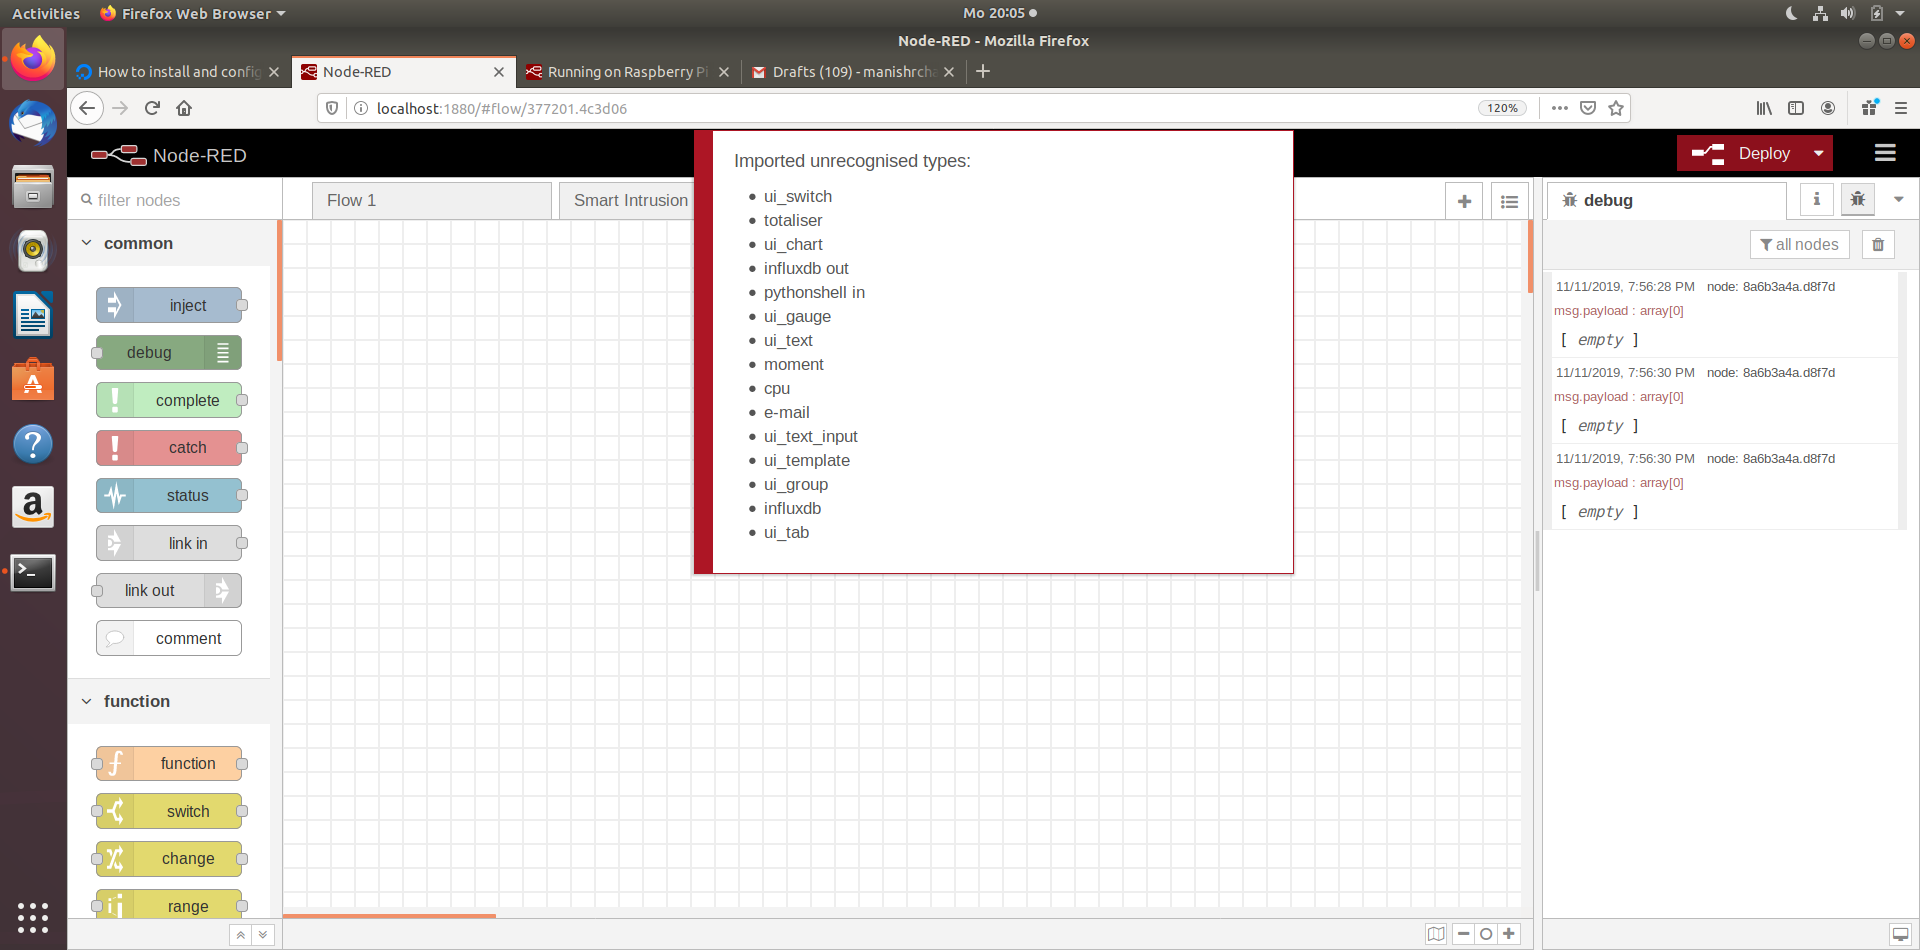 Activities
Firefox Web Browser
Mo 20:05
Node-RED - Mozilla Firefox
How to install and config
Node-RED
Running on Raspberry Pi
Drafts (109) - manishrcha
localhost:1880/#flow/377201.4c3d06
120%
Node-RED
Deploy
filter nodes
Flow 1
Smart Intrusion
debug
all nodes
common
inject
debug
complete
catch
status
link in
link out
comment
function
function
switch
change
range
Imported unrecognised types:
ui_switch
totaliser
ui_chart
influxdb out
pythonshell in
ui_gauge
ui_text
moment
cpu
e-mail
ui_text_input
ui_template
ui_group
influxdb
ui_tab
11/11/2019, 7:56:28 PM node: 8a6b3a4a.d8f7d
msg.payload : array[0]
[ empty ]
11/11/2019, 7:56:30 PM node: 8a6b3a4a.d8f7d
msg.payload : array[0]
[ empty ]
11/11/2019, 7:56:30 PM node: 8a6b3a4a.d8f7d
msg.payload : array[0]
[ empty ]